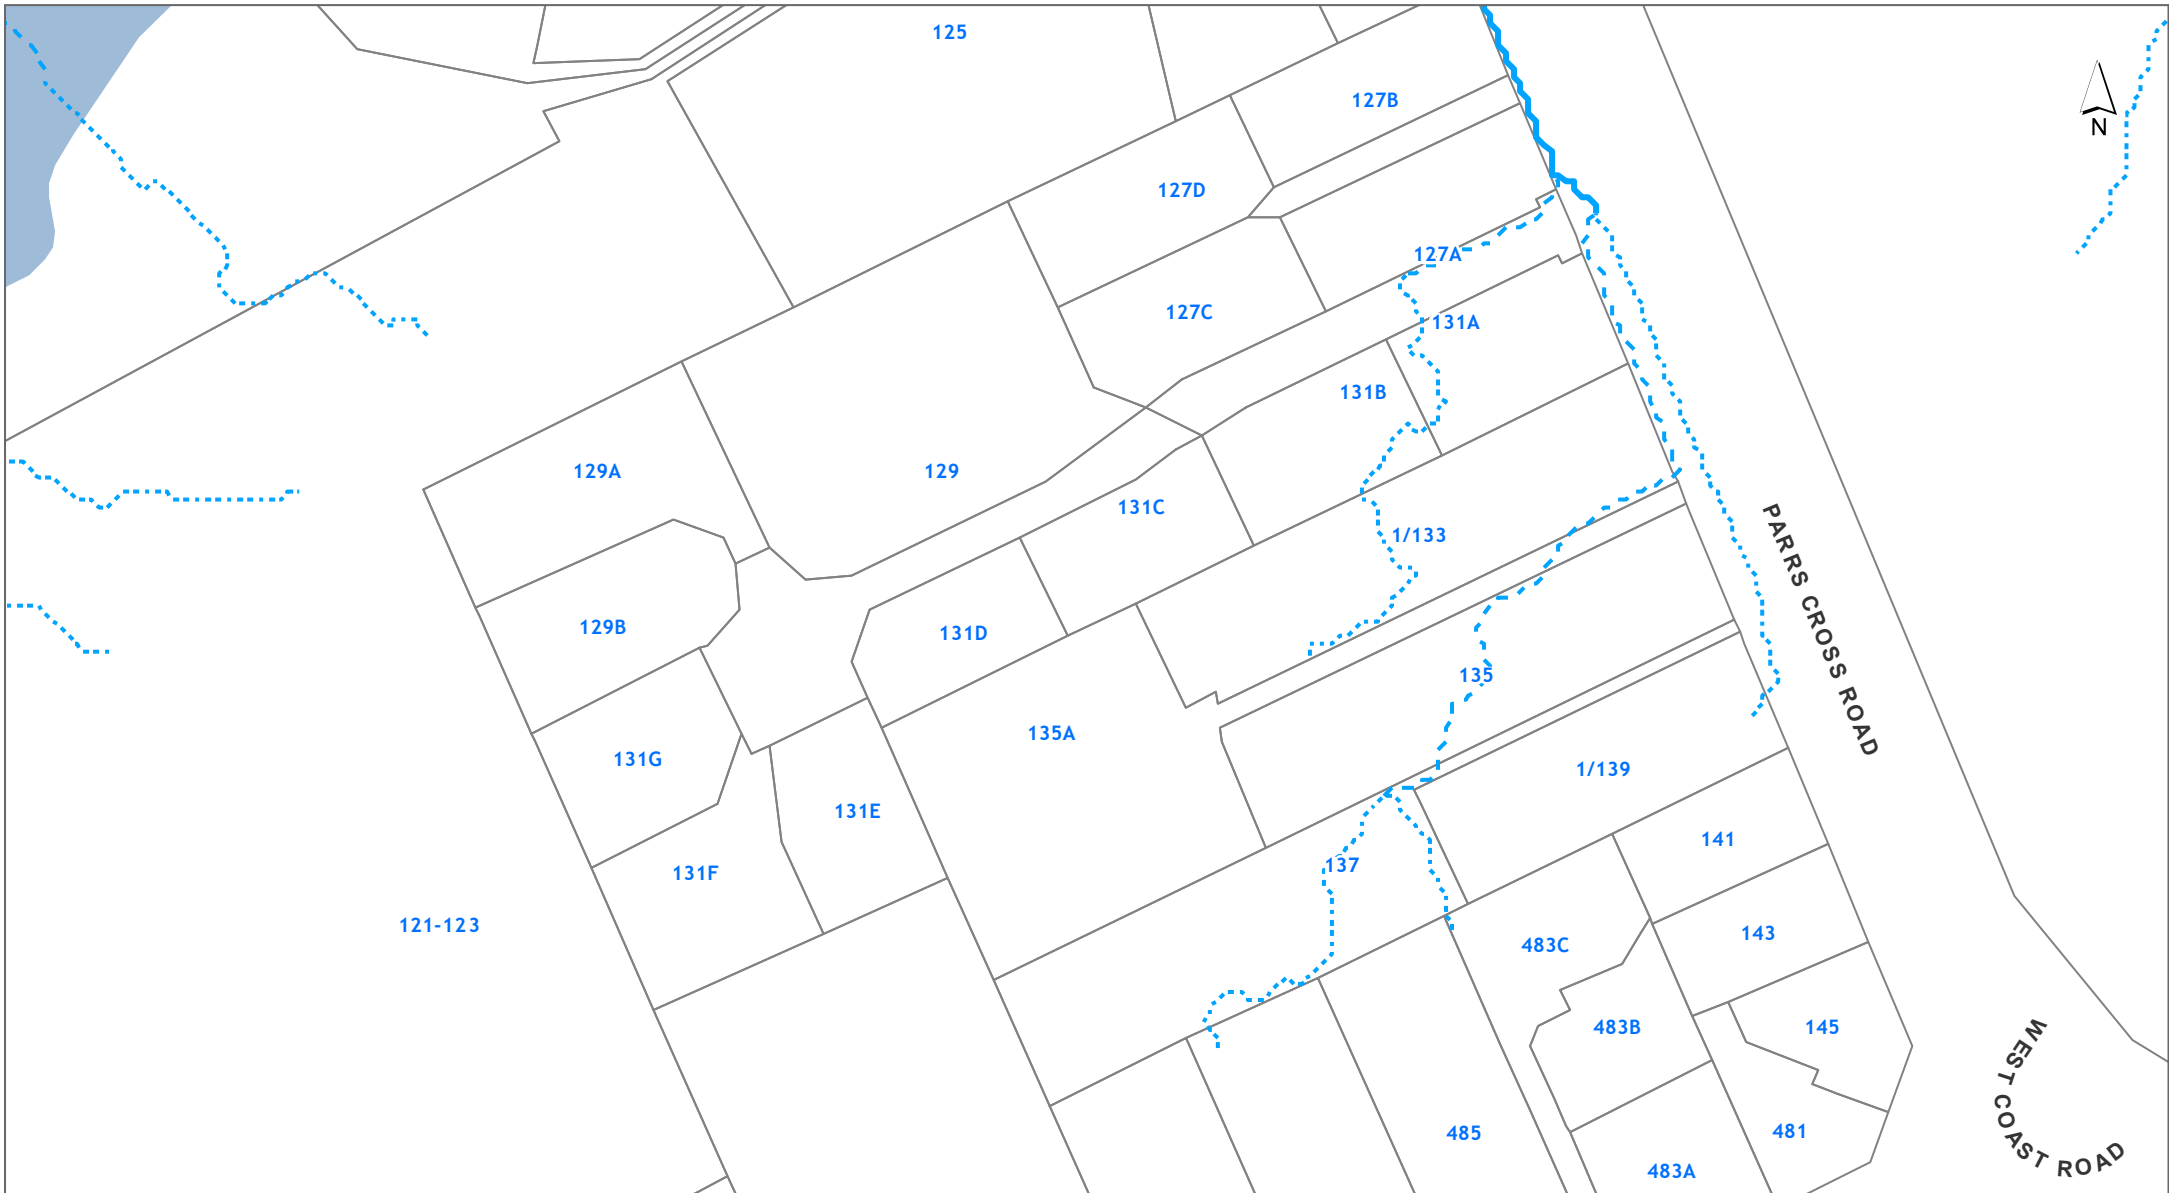 125
127B
N
127D
127A
127C
131A
131B
129A
129
131C
1/133
129B
131D
PARRS CROSS ROAD
135
135A
131G
1/139
131E
141
137
131F
121-123
143
483C
483B
145
WEST COAST ROAD
485
481
483A